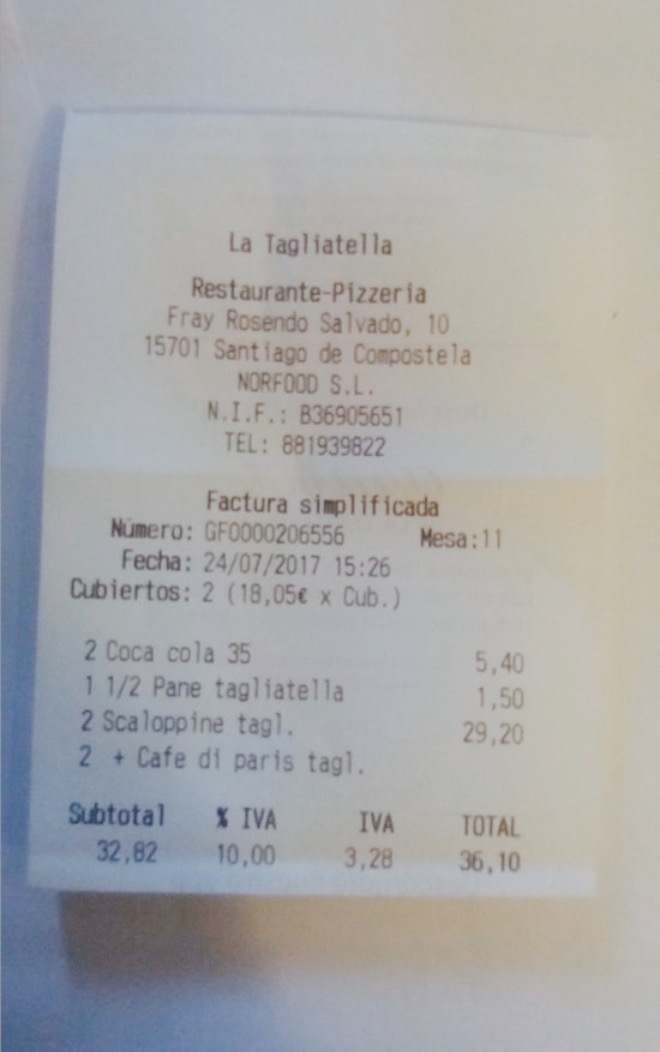 La Tagliatella
Restaurante-Pizzeria
Fray Rosendo Salvado, 10
15701 Santiago de Compostela
NORFOOD S.L.
N.I.F.: B36905651
TEL: 881939822
Factura simplificada
Número: GF0000206556 Mesa:11
Fecha: 24/07/2017 15:26
Cubiertos: 2 (18,05€ x Cub.)
2 Coca cola 35 5,40
1 1/2 Pane tagliatella 1,50
2 Scaloppine tagl. 29,20
2 + Cafe di paris tagl.
Subtotal % IVA IVA TOTAL
32,82 10,00 3,28 36,10